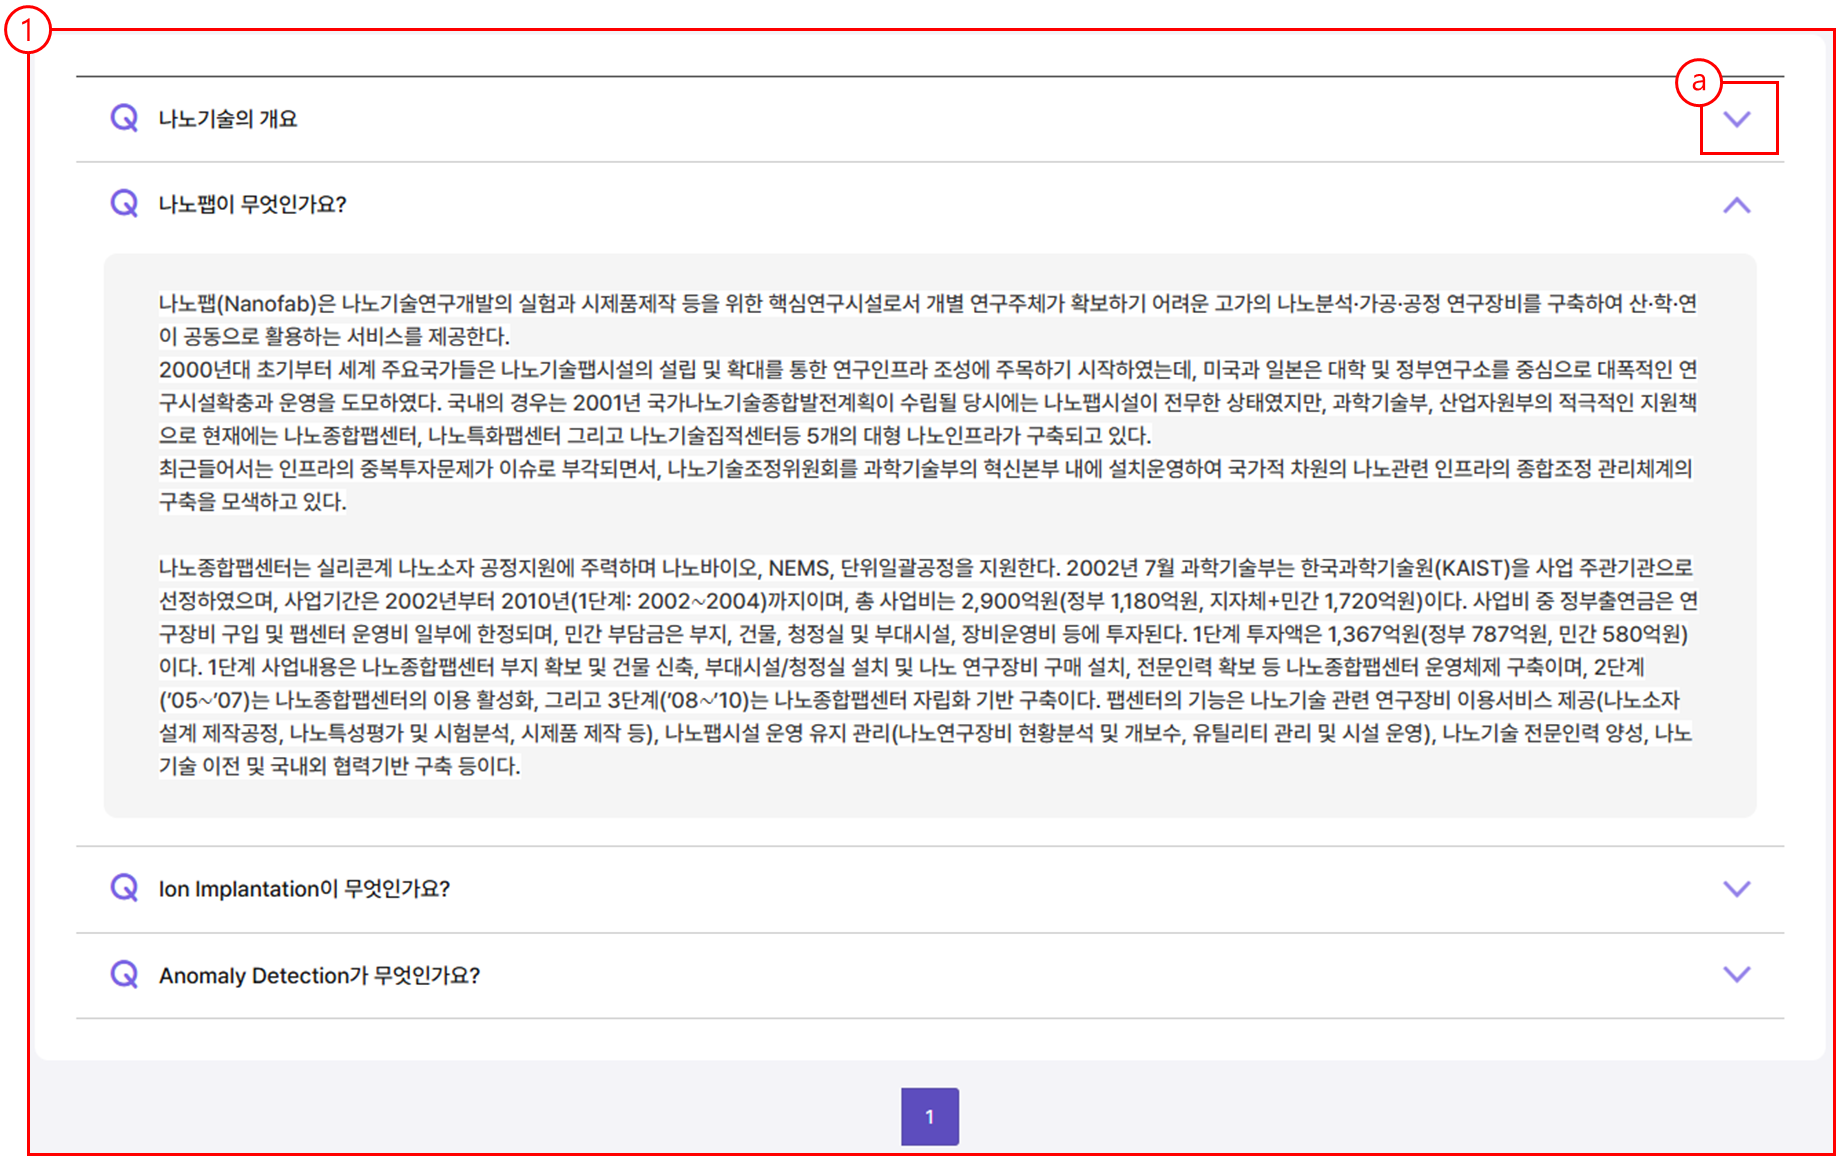 1
a
Q 나노기술의 개요
Q 나노팹이 무엇인가요?
나노팹(Nanofab)은 나노기술연구개발의 실험과 시제품제작 등을 위한 핵심연구시설로서 개별 연구주체가 확보하기 어려운 고가의 나노분석·가공·공정 연구장비를 구축하여 산·학·연
이 공동으로 활용하는 서비스를 제공한다.
2000년대 초기부터 세계 주요국가들은 나노기술팹시설의 설립 및 확대를 통한 연구인프라 조성에 주목하기 시작하였는데, 미국과 일본은 대학 및 정부연구소를 중심으로 대폭적인 연
구시설확충과 운영을 도모하였다. 국내의 경우는 2001년 국가나노기술종합발전계획이 수립될 당시에는 나노팹시설이 전무한 상태였지만, 과학기술부, 산업자원부의 적극적인 지원책
으로 현재에는 나노종합팹센터, 나노특화팹센터 그리고 나노기술집적센터등 5개의 대형 나노인프라가 구축되고 있다.
최근들어서는 인프라의 중복투자문제가 이슈로 부각되면서, 나노기술조정위원회를 과학기술부의 혁신본부 내에 설치운영하여 국가적 차원의 나노관련 인프라의 종합조정 관리체계의
구축을 모색하고 있다.
나노종합팹센터는 실리콘계 나노소자 공정지원에 주력하며 나노바이오, NEMS, 단위일괄공정을 지원한다. 2002년 7월 과학기술부는 한국과학기술원(KAIST)을 사업 주관기관으로
선정하였으며, 사업기간은 2002년부터 2010년(1단계: 2002~2004)까지이며, 총 사업비는 2,900억원(정부 1,180억원, 지자체+민간 1,720억원)이다. 사업비 중 정부출연금은 연
구장비 구입 및 팹센터 운영비 일부에 한정되며, 민간 부담금은 부지, 건물, 청정실 및 부대시설, 장비운영비 등에 투자된다. 1단계 투자액은 1,367억원(정부 787억원, 민간 580억원)
이다. 1단계 사업내용은 나노종합팹센터 부지 확보 및 건물 신축, 부대시설/청정실 설치 및 나노 연구장비 구매 설치, 전문인력 확보 등 나노종합팹센터 운영체제 구축이며, 2단계
('05~'07)는 나노종합팹센터의 이용 활성화, 그리고 3단계('08~'10)는 나노종합팹센터 자립화 기반 구축이다. 팹센터의 기능은 나노기술 관련 연구장비 이용서비스 제공(나노소자
설계 제작공정, 나노특성평가 및 시험분석, 시제품 제작 등), 나노팹시설 운영 유지 관리(나노연구장비 현황분석 및 개보수, 유틸리티 관리 및 시설 운영), 나노기술 전문인력 양성, 나노
기술 이전 및 국내외 협력기반 구축 등이다.
Q Ion Implantation이 무엇인가요?
Q Anomaly Detection가 무엇인가요?
1